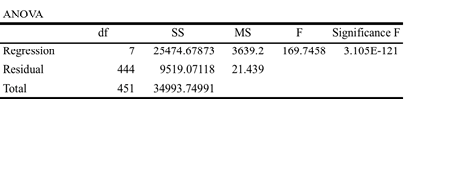 ANOVA
df SS MS F Significance F
Regression 7 25474.67873 3639.2 169.7458 3.105E-121
Residual 444 9519.07118 21.439
Total 451 34993.74991